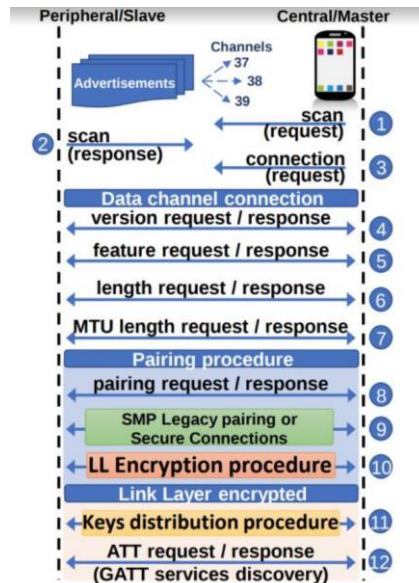 Peripheral/Slave
Central/Master
Channels
37
38
39
Advertisements
scan
(request)
1
2
scan
(response)
connection
(request)
3
Data channel connection
version request / response
4
feature request / response
5
length request / response
6
MTU length request / response
7
Pairing procedure
pairing request / response
8
SMP Legacy pairing or
Secure Connections
9
LL Encryption procedure
10
Link Layer encrypted
Keys distribution procedure
11
ATT request / response
(GATT services discovery)
12